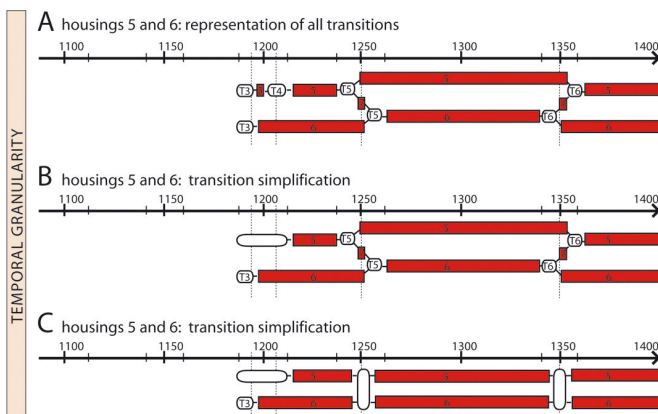 TEMPORAL GRANULARITY
A housings 5 and 6: representation of all transitions
1100 1150 1200 1250 1300 1350 1400
5
T3 T4 5 T5 T6 5
T5 6 T6
T3 6 6
B housings 5 and 6: transition simplification
1100 1150 1200 1250 1300 1350 1400
5
5 T5 T6 5
T5 6 T6
T3 6 6
C housings 5 and 6: transition simplification
1100 1150 1200 1250 1300 1350 1400
5 5 5
T3 6 6 6